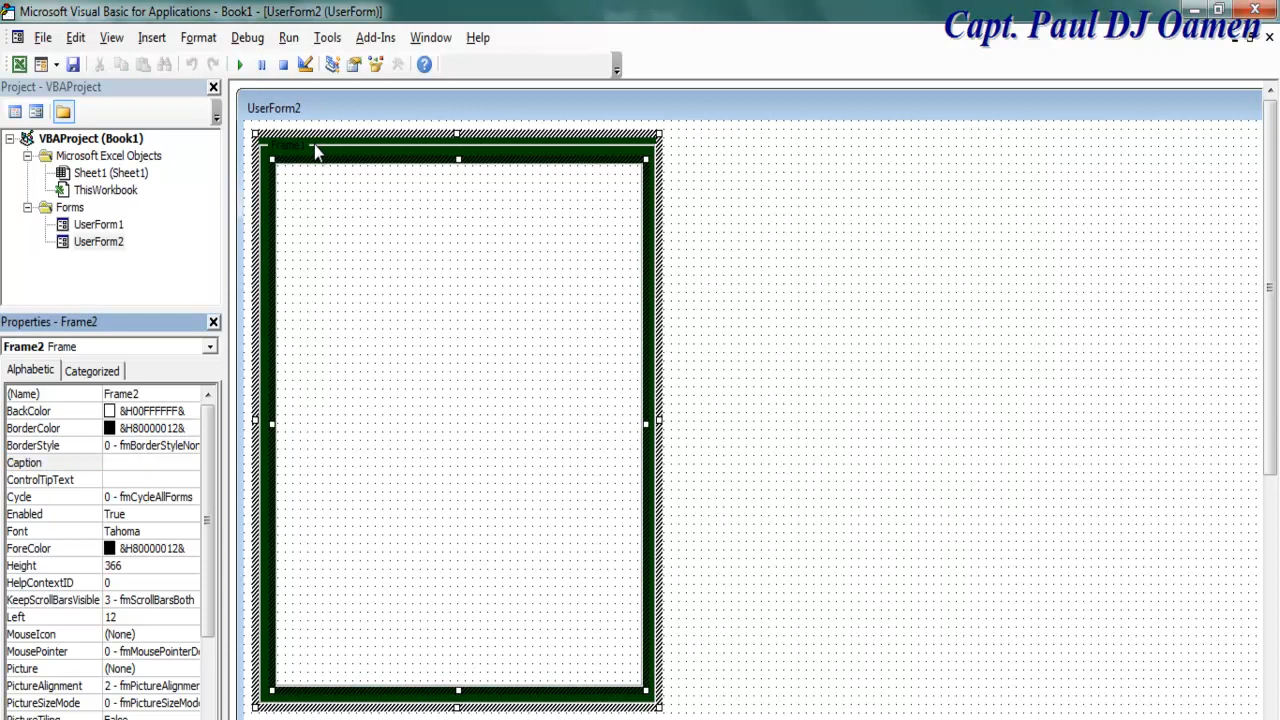 Microsoft Visual Basic for Applications - Book1 - [UserForm2 (UserForm)]
Capt. Paul DJ Oamen
File Edit View Insert Format Debug Run Tools Add-Ins Window Help
Project - VBAProject
VBAProject (Book1)
Microsoft Excel Objects
Sheet1 (Sheet1)
ThisWorkbook
Forms
UserForm1
UserForm2
Properties - Frame2
Frame2 Frame
Alphabetic Categorized
(Name) Frame2
BackColor &H00FFFFFF&
BorderColor &H80000012&
BorderStyle 0 - fmBorderStyleNon
Caption
ControlTipText
Cycle 0 - fmCycleAllForms
Enabled True
Font Tahoma
ForeColor &H80000012&
Height 366
HelpContextID 0
KeepScrollBarsVisible 3 - fmScrollBarsBoth
Left 12
MouseIcon (None)
MousePointer 0 - fmMousePointerDe
Picture (None)
PictureAlignment 2 - fmPictureAlignmer
PictureSizeMode 0 - fmPictureSizeMod
PictureTiling False
UserForm2
Frame1